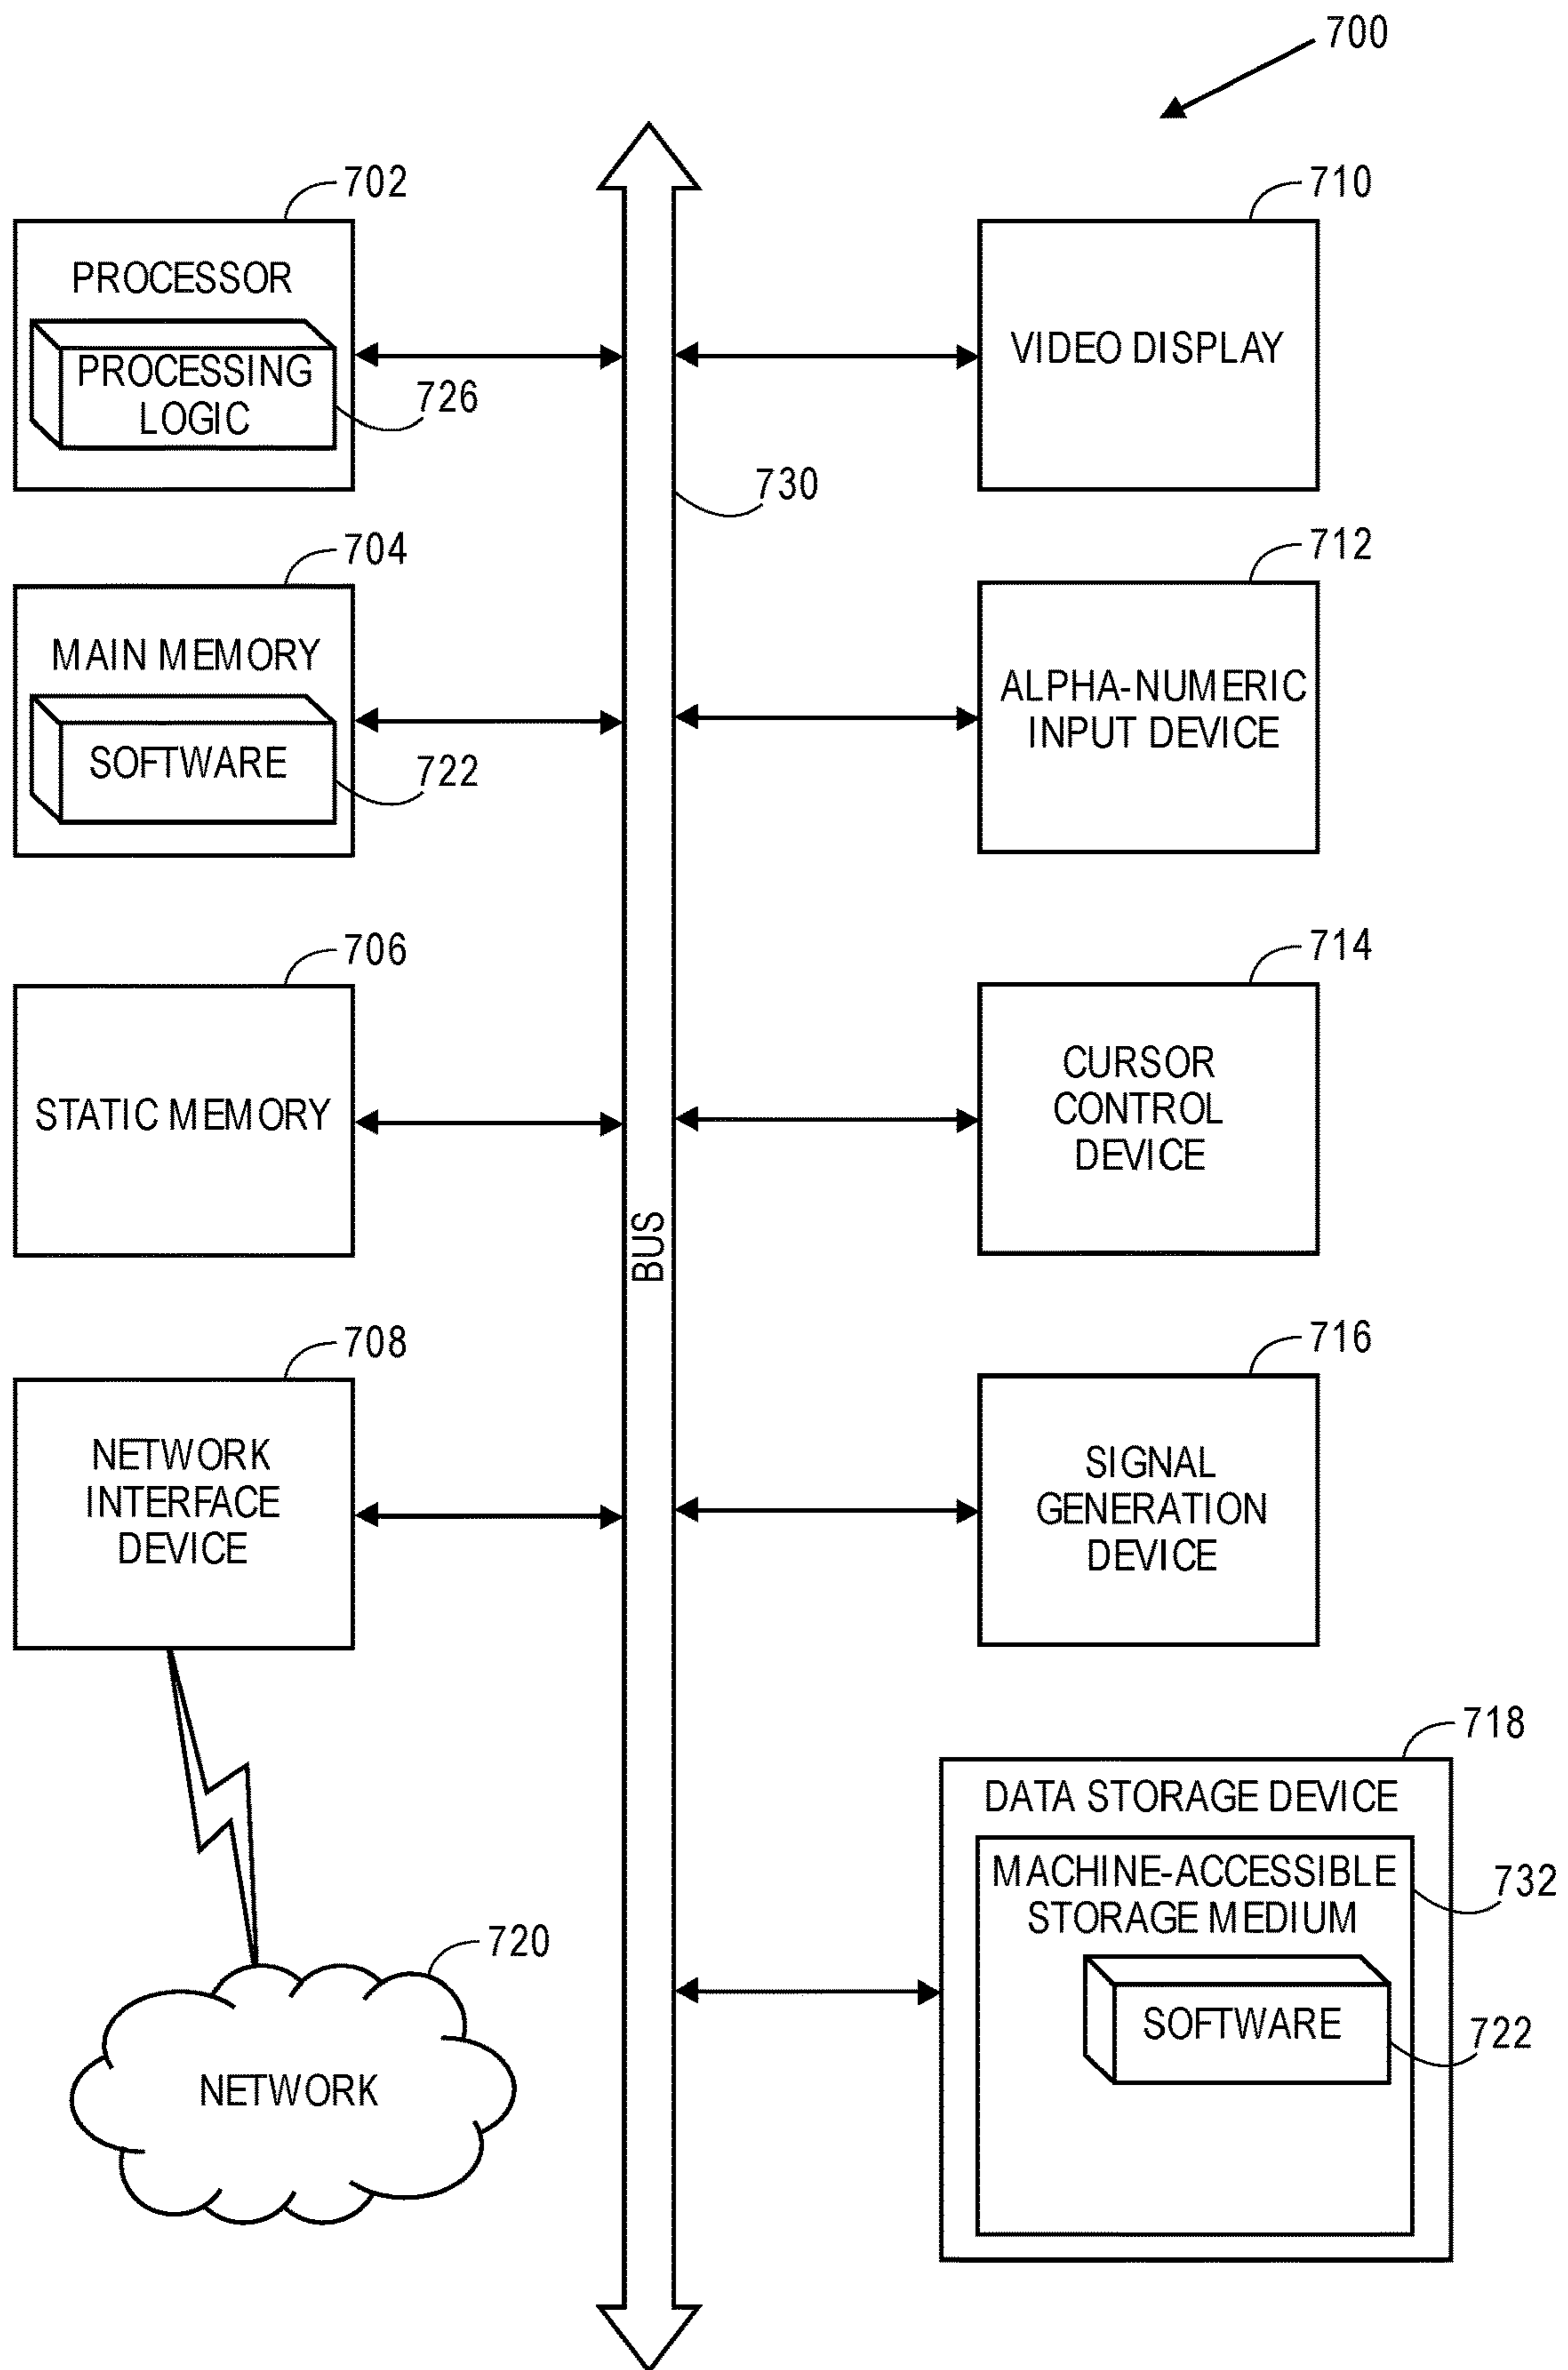 700
702
PROCESSOR
PROCESSING
LOGIC
726
710
VIDEO DISPLAY
730
704
MAIN MEMORY
SOFTWARE
722
712
ALPHA-NUMERIC
INPUT DEVICE
706
STATIC MEMORY
714
CURSOR
CONTROL
DEVICE
BUS
708
NETWORK
INTERFACE
DEVICE
716
SIGNAL
GENERATION
DEVICE
718
DATA STORAGE DEVICE
MACHINE-ACCESSIBLE
STORAGE MEDIUM
732
SOFTWARE
722
720
NETWORK